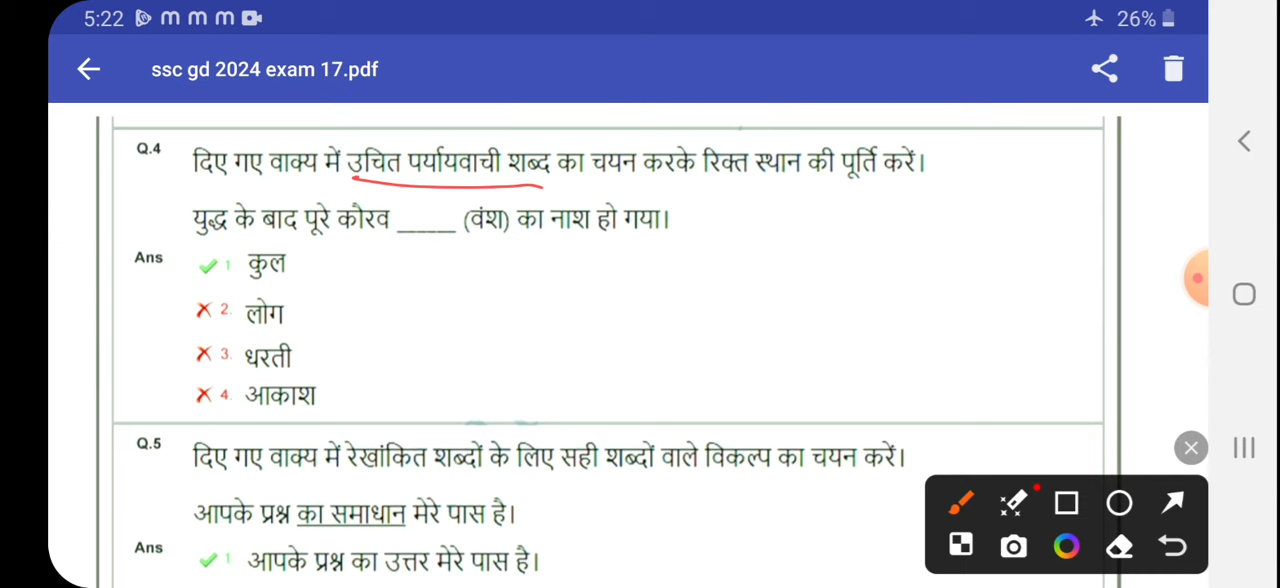 5:22 m m m 26%
ssc gd 2024 exam 17.pdf
Q.4 दिए गए वाक्य में उचित पर्यायवाची शब्द का चयन करके रिक्त स्थान की पूर्ति करें।
युद्ध के बाद पूरे कौरव _____ (वंश) का नाश हो गया।
Ans 1 कुल
2. लोग
3. धरती
4. आकाश
Q.5 दिए गए वाक्य में रेखांकित शब्दों के लिए सही शब्दों वाले विकल्प का चयन करें।
आपके प्रश्न का समाधान मेरे पास है।
Ans 1 आपके प्रश्न का उत्तर मेरे पास है।